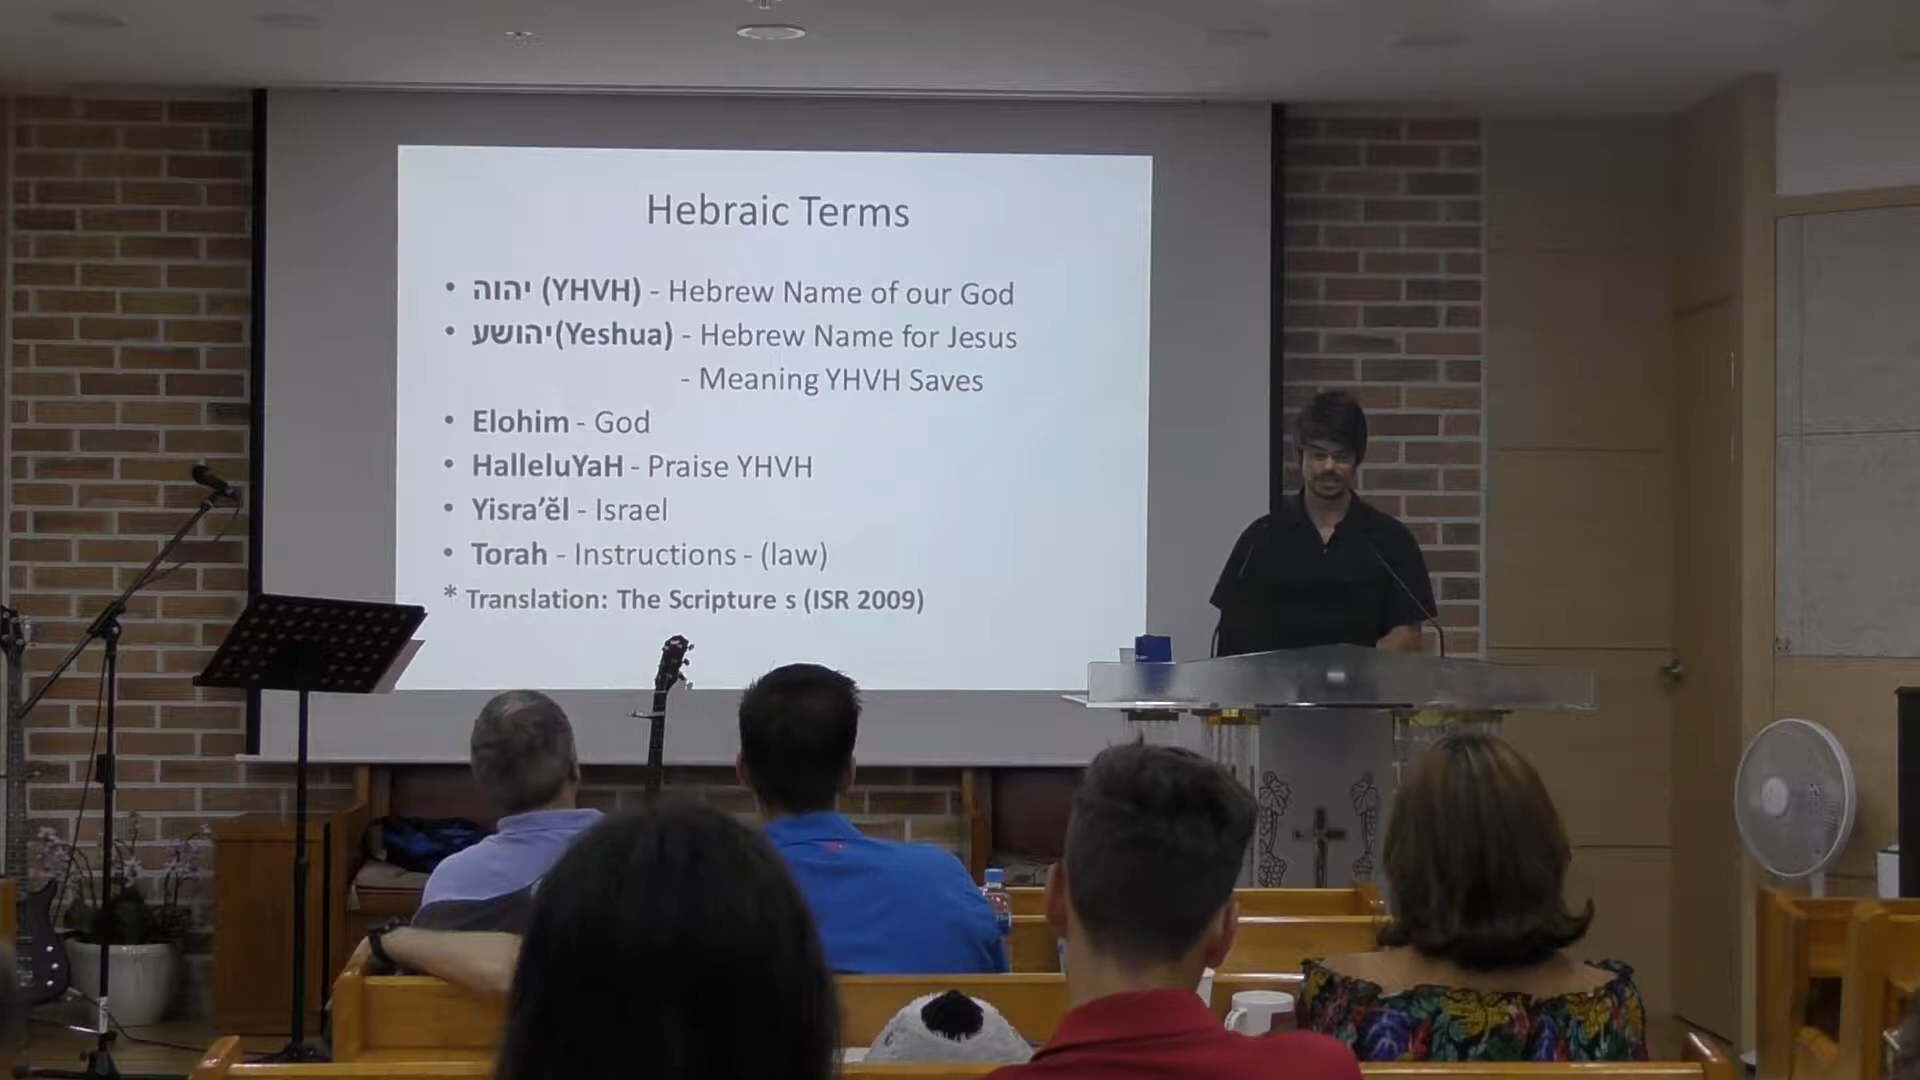 Hebraic Terms
• יהוה (YHVH) - Hebrew Name of our God
• יהושע(Yeshua) - Hebrew Name for Jesus
- Meaning YHVH Saves
• Elohim - God
• HalleluYaH - Praise YHVH
• Yisra’ĕl - Israel
• Torah - Instructions - (law)
* Translation: The Scripture s (ISR 2009)